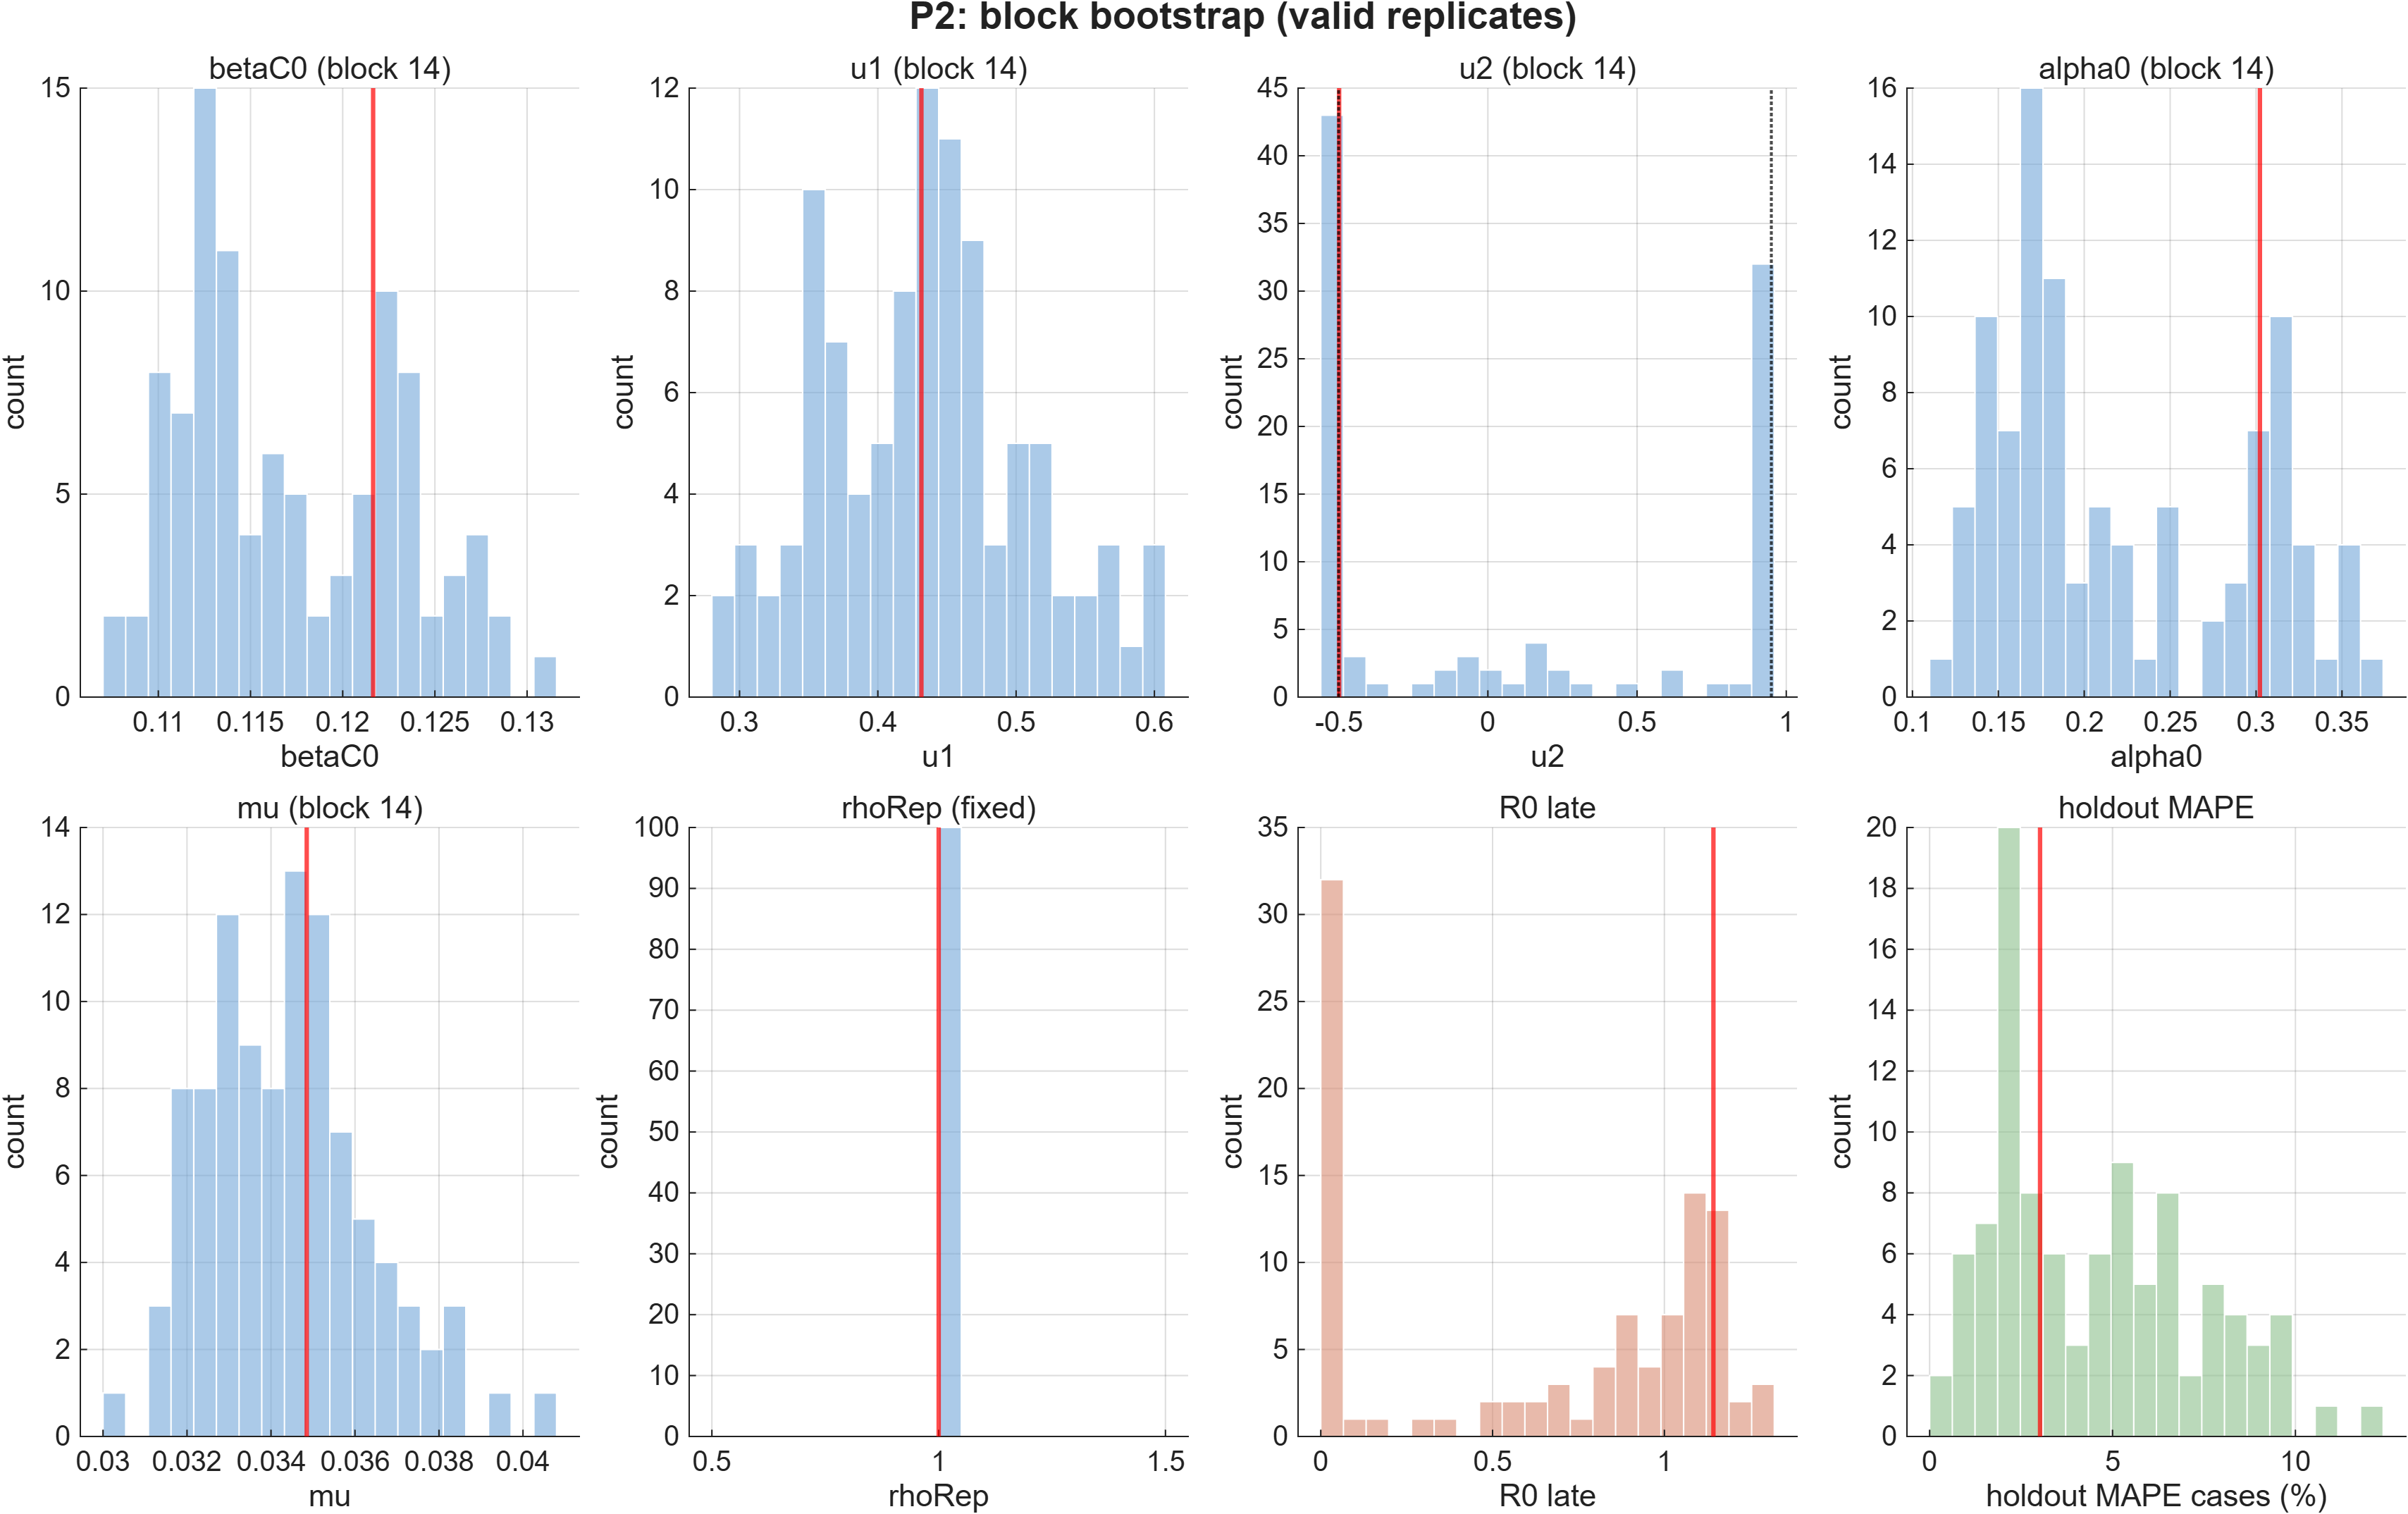 P2: block bootstrap (valid replicates)
betaC0 (block 14)
15
10
5
0
count
0.11 0.115 0.12 0.125 0.13
betaC0
u1 (block 14)
12
10
8
6
4
2
0
count
0.3 0.4 0.5 0.6
u1
u2 (block 14)
45
40
35
30
25
20
15
10
5
0
count
-0.5 0 0.5 1
u2
alpha0 (block 14)
16
14
12
10
8
6
4
2
0
count
0.1 0.15 0.2 0.25 0.3 0.35
alpha0
mu (block 14)
14
12
10
8
6
4
2
0
count
0.03 0.032 0.034 0.036 0.038 0.04
mu
rhoRep (fixed)
100
90
80
70
60
50
40
30
20
10
0
count
0.5 1 1.5
rhoRep
R0 late
35
30
25
20
15
10
5
0
count
0 0.5 1
R0 late
holdout MAPE
20
18
16
14
12
10
8
6
4
2
0
count
0 5 10
holdout MAPE cases (%)